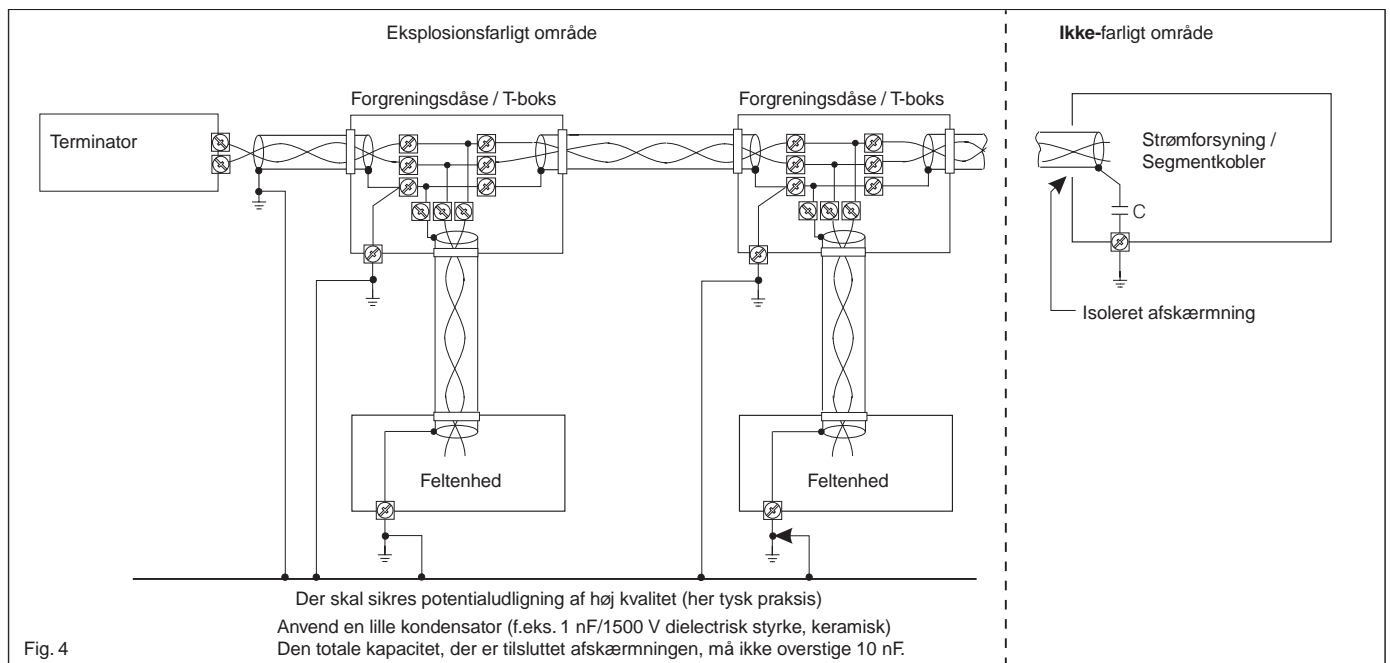 Eksplosionsfarligt område
Ikke-farligt område
Forgreningsdåse / T-boks
Forgreningsdåse / T-boks
Terminator
Strømforsyning /
Segmentkobler
C
Isoleret afskærmning
Feltenhed
Feltenhed
Der skal sikres potentialudligning af høj kvalitet (her tysk praksis)
Anvend en lille kondensator (f.eks. 1 nF/1500 V dielectrisk styrke, keramisk)
Den totale kapacitet, der er tilsluttet afskærmningen, må ikke overstige 10 nF.
Fig. 4